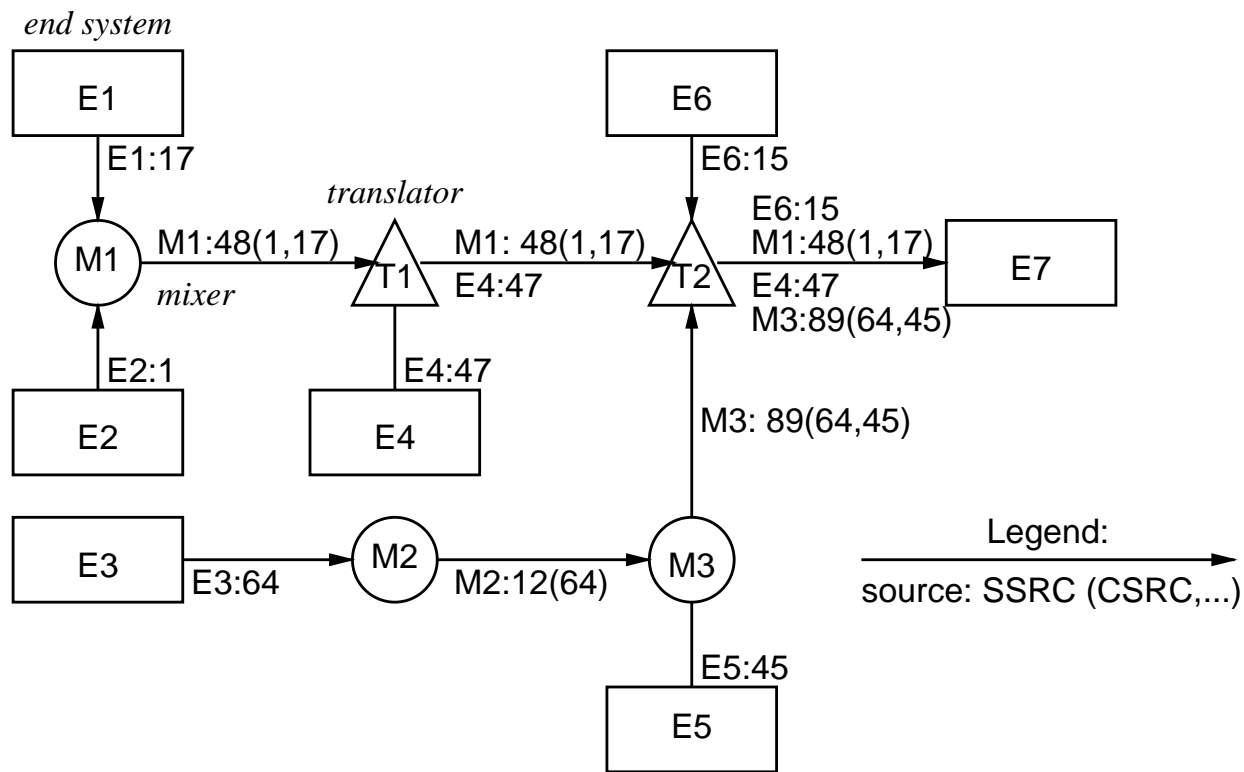 end system
E1
E6
E1:17
E6:15
translator
E6:15
M1
M1:48(1,17)
T1
M1: 48(1,17)
T2
M1:48(1,17)
E7
mixer
E4:47
E4:47
M3:89(64,45)
E2:1
E4:47
E2
E4
M3: 89(64,45)
E3
E3:64
M2
M2:12(64)
M3
Legend:
source: SSRC (CSRC,...)
E5:45
E5